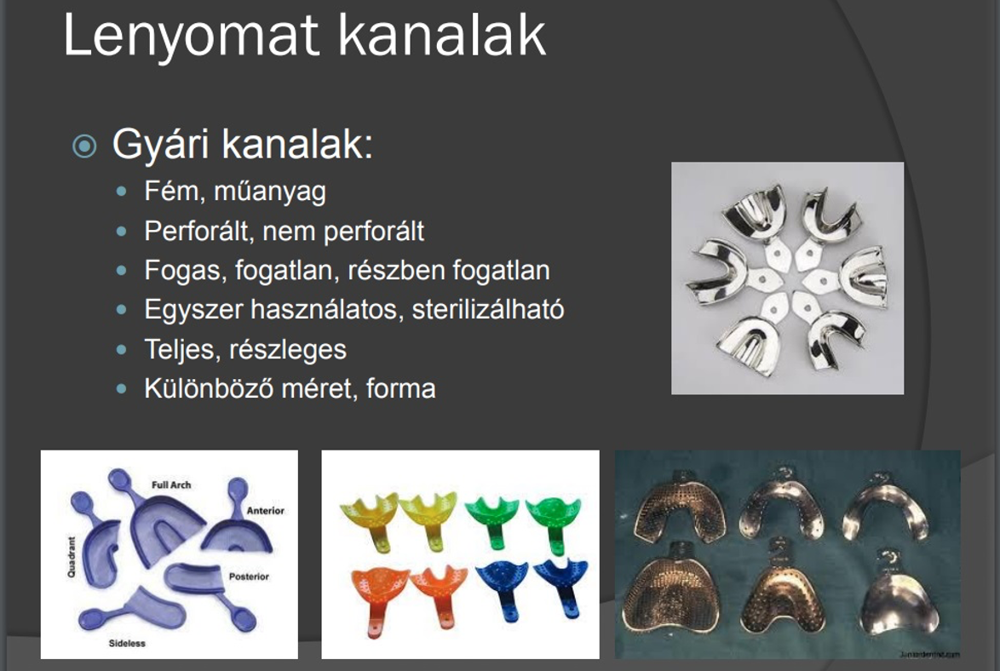 Lenyomat kanalak
Gyári kanalak:
Fém, műanyag
Perforált, nem perforált
Fogas, fogatlan, részben fogatlan
Egyszer használatos, sterilizálható
Teljes, részleges
Különböző méret, forma
Full Arch
Anterior
Quadrant
Posterior
Sideless